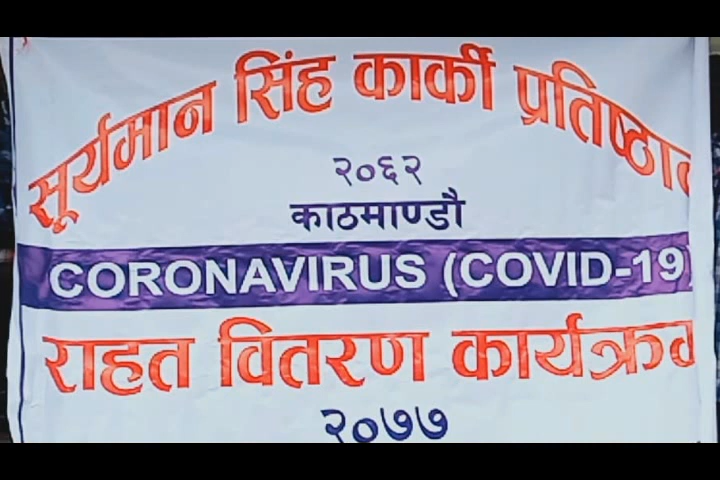 सूर्यमान सिंह कार्की प्रतिष्ठान
२०६२
काठमाण्डौ
CORONAVIRUS (COVID-19)
राहत वितरण कार्यक्रम
२०७७